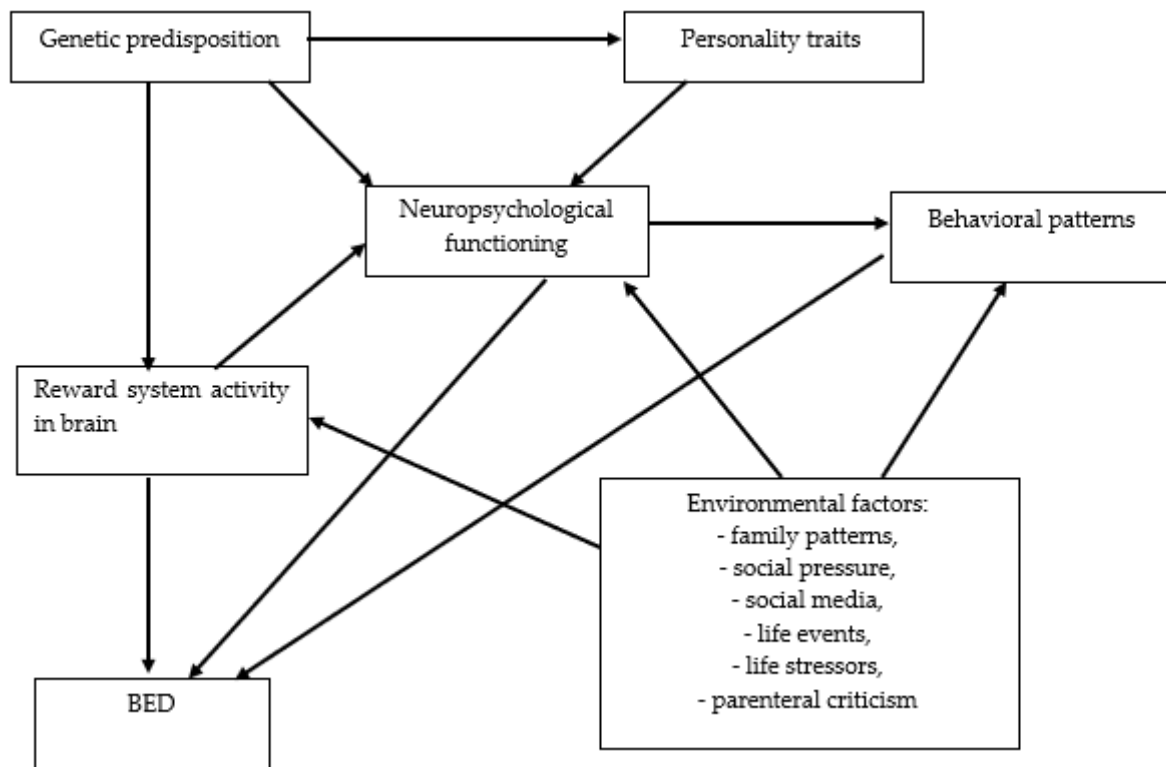 Genetic predisposition
Personality traits
Neuropsychological
functioning
Behavioral patterns
Reward system activity
in brain
Environmental factors:
- family patterns,
- social pressure,
- social media,
- life events,
- life stressors,
- parenteral criticism
BED